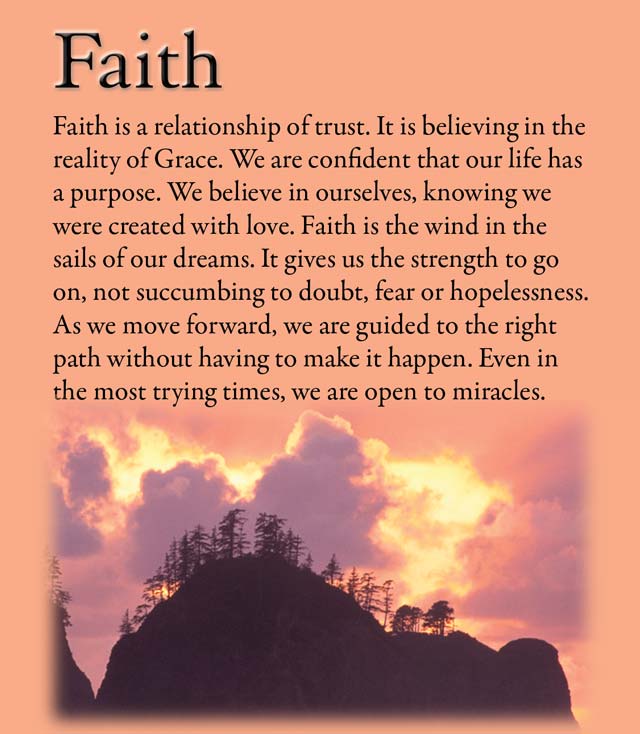 Faith
Faith is a relationship of trust. It is believing in the
reality of Grace. We are confident that our life has
a purpose. We believe in ourselves, knowing we
were created with love. Faith is the wind in the
sails of our dreams. It gives us the strength to go
on, not succumbing to doubt, fear or hopelessness.
As we move forward, we are guided to the right
path without having to make it happen. Even in
the most trying times, we are open to miracles.